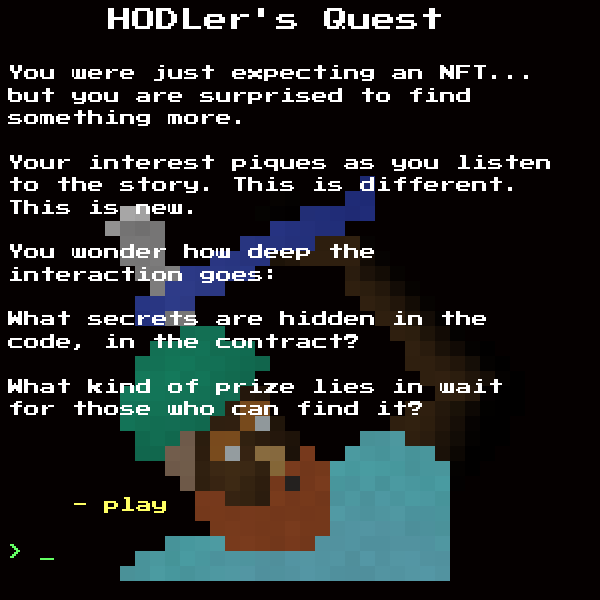 HODLer's Quest
You were just expecting an NFT...
but you are surprised to find
something more.
Your interest piques as you listen
to the story. This is different.
This is new.
You wonder how deep the
interaction goes:
What secrets are hidden in the
code, in the contract?
What kind of prize lies in wait
for those who can find it?
- play
> _